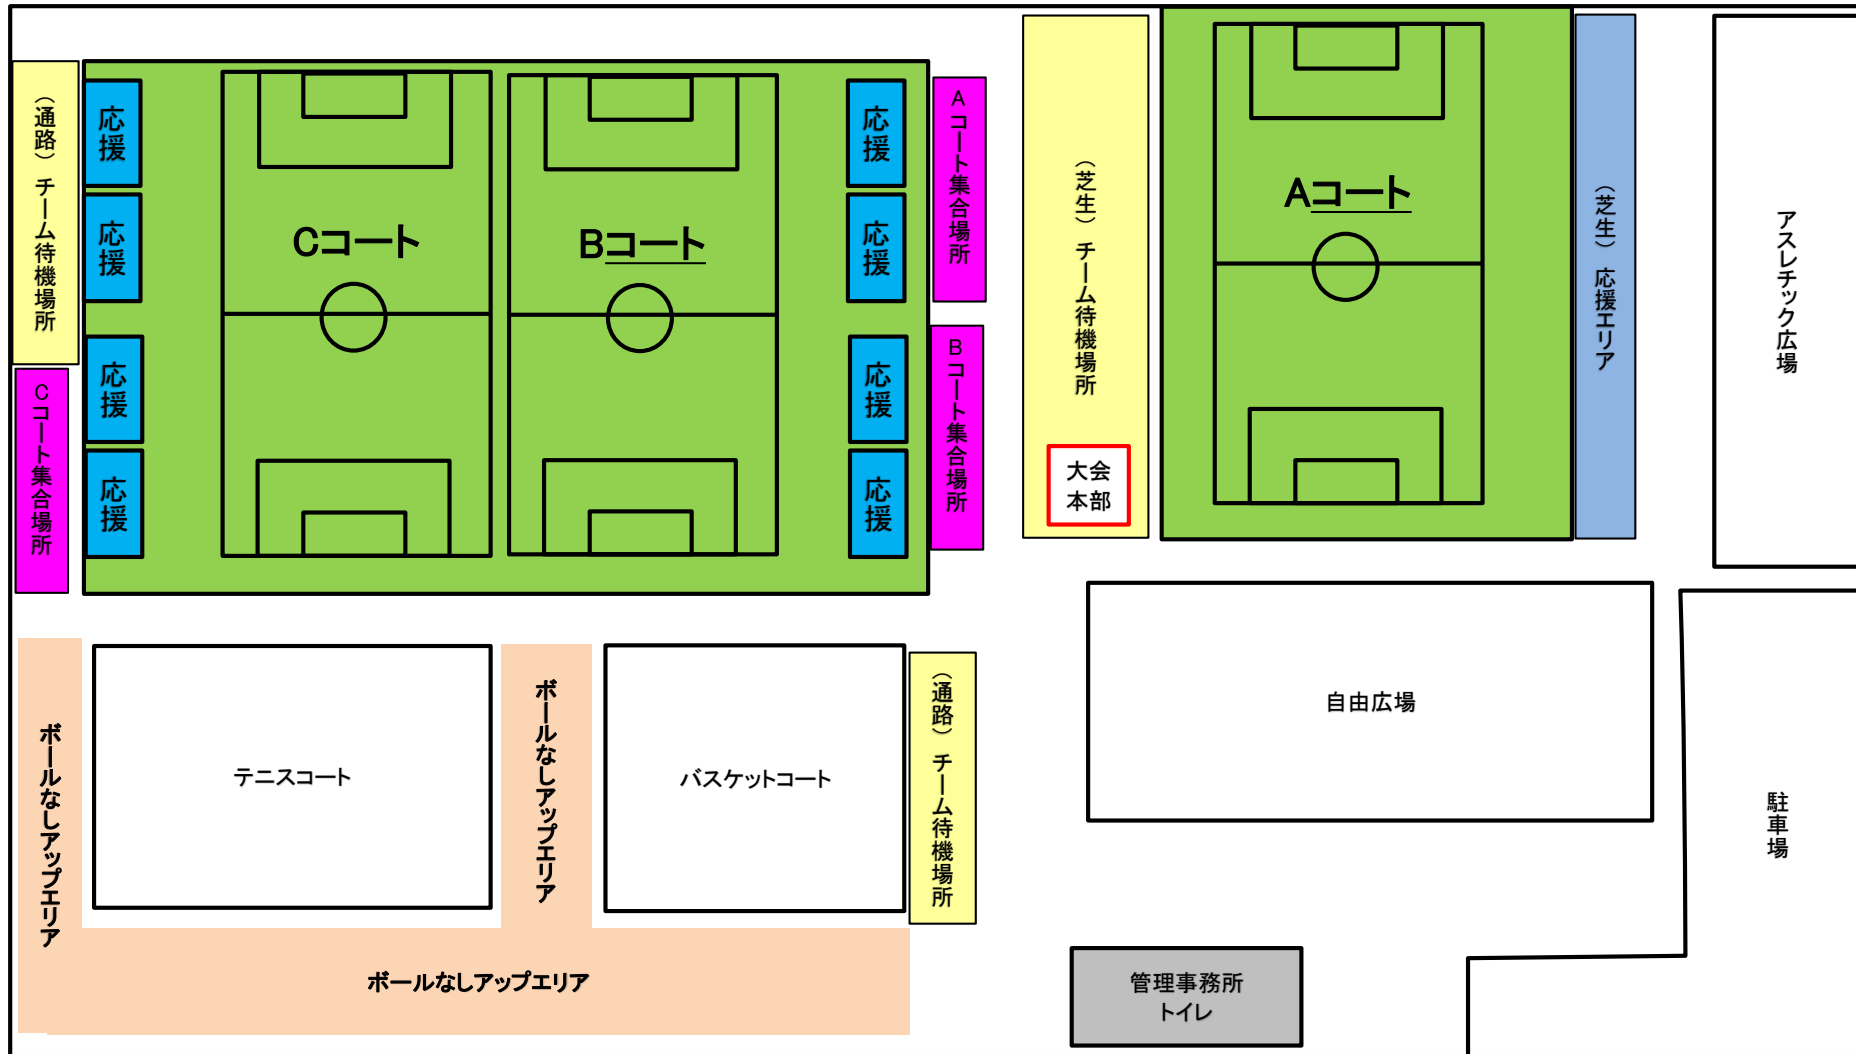 （通路）　チーム待機場所
応援
応援
応援
応援
Cコート集合場所
Cコート
Bコート
応援
応援
応援
応援
Aコート集合場所
Bコート集合場所
（芝生）　チーム待機場所
大会
本部
Aコート
（芝生）　応援エリア
アスレチック広場
ボールなしアップエリア
テニスコート
ボールなしアップエリア
バスケットコート
（通路）　チーム待機場所
ボールなしアップエリア
自由広場
駐車場
管理事務所
トイレ